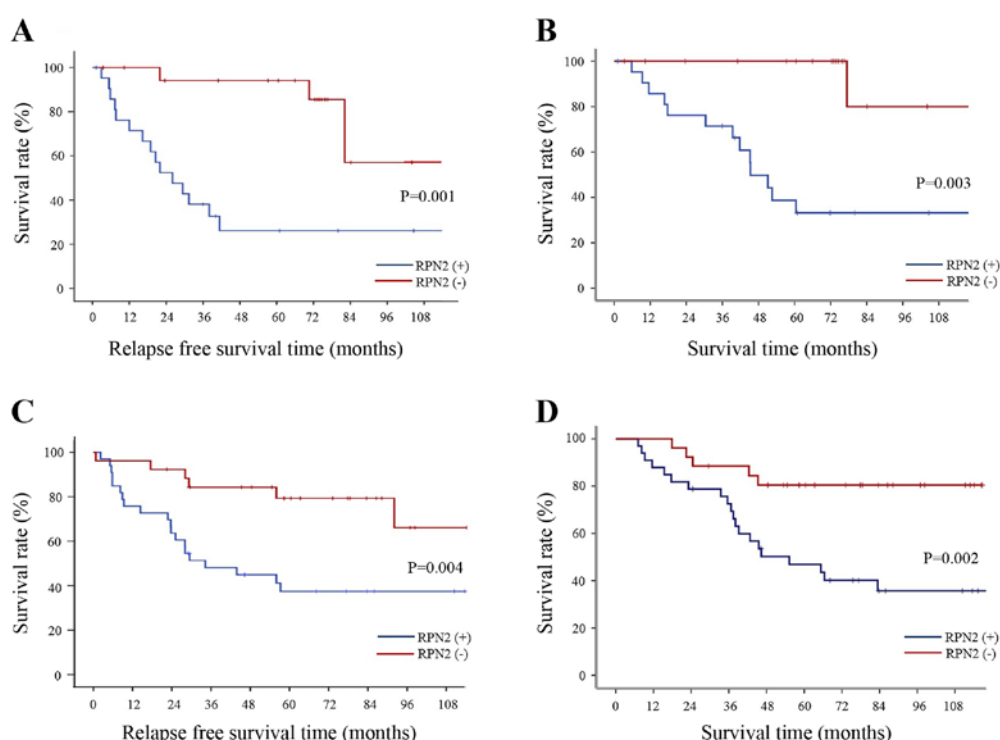 A
Survival rate (%)
100
80
60
40
20
0
P=0.001
RPN2 (+)
RPN2 (-)
0 12 24 36 48 60 72 84 96 108
Relapse free survival time (months)
B
Survival rate (%)
100
80
60
40
20
0
P=0.003
RPN2 (+)
RPN2 (-)
0 12 24 36 48 60 72 84 96 108
Survival time (months)
C
Survival rate (%)
100
80
60
40
20
0
P=0.004
RPN2 (+)
RPN2 (-)
0 12 24 36 48 60 72 84 96 108
Relapse free survival time (months)
D
Survival rate (%)
100
80
60
40
20
0
P=0.002
RPN2 (+)
RPN2 (-)
0 12 24 36 48 60 72 84 96 108
Survival time (months)